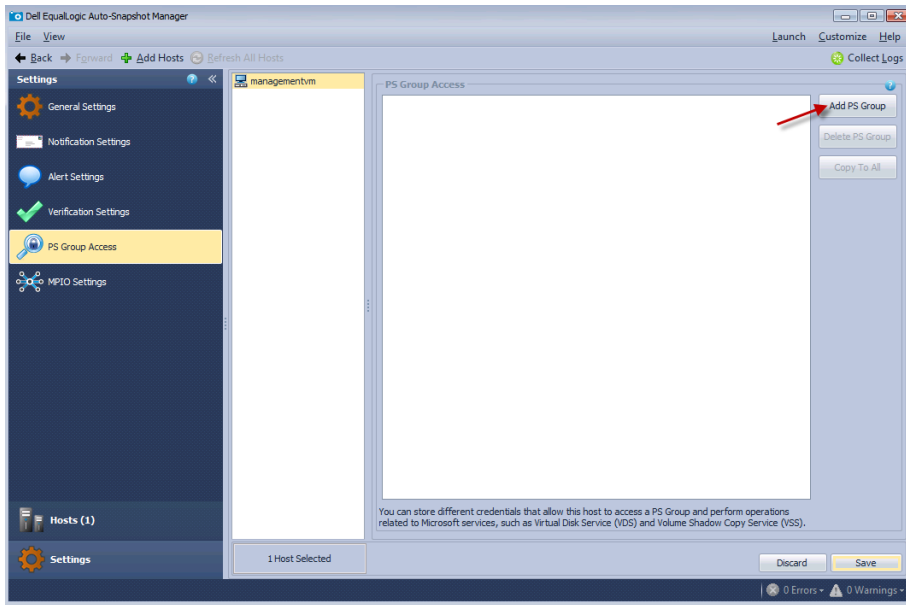 Dell EqualLogic Auto-Snapshot Manager
File View
Launch Customize Help
Back Forward Add Hosts Refresh All Hosts
Collect Logs
Settings
General Settings
Notification Settings
Alert Settings
Verification Settings
PS Group Access
MPIO Settings
Hosts (1)
Settings
managementvm
1 Host Selected
PS Group Access
Add PS Group
Delete PS Group
Copy To All
You can store different credentials that allow this host to access a PS Group and perform operations
related to Microsoft services, such as Virtual Disk Service (VDS) and Volume Shadow Copy Service (VSS).
Discard Save
0 Errors 0 Warnings